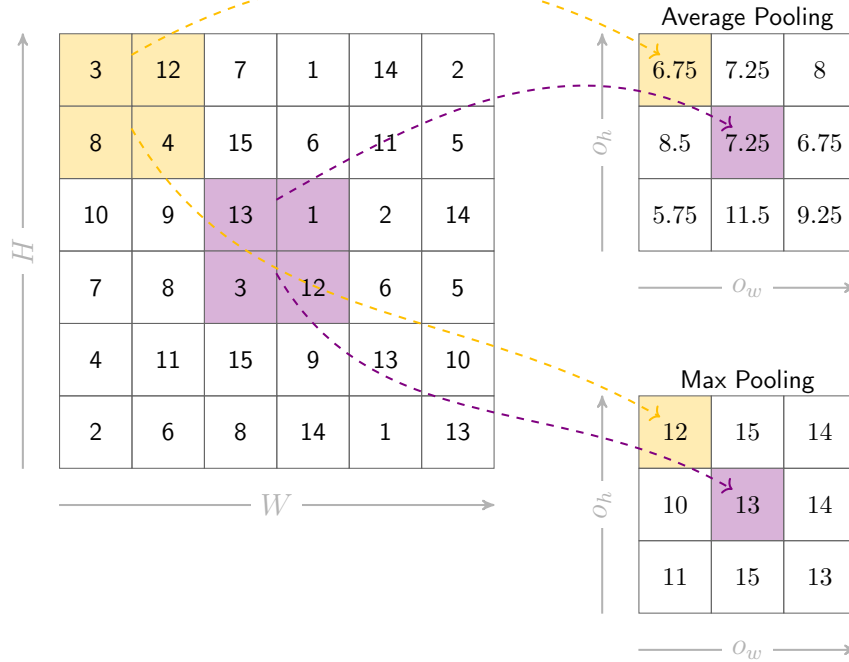 Average Pooling
3 12 7 1 14 2
8 4 15 6 11 5
10 9 13 1 2 14
7 8 3 12 6 5
4 11 15 9 13 10
2 6 8 14 1 13
H
W
6.75 7.25 8
8.5 7.25 6.75
5.75 11.5 9.25
o_h
o_w
Max Pooling
12 15 14
10 13 14
11 15 13
o_h
o_w